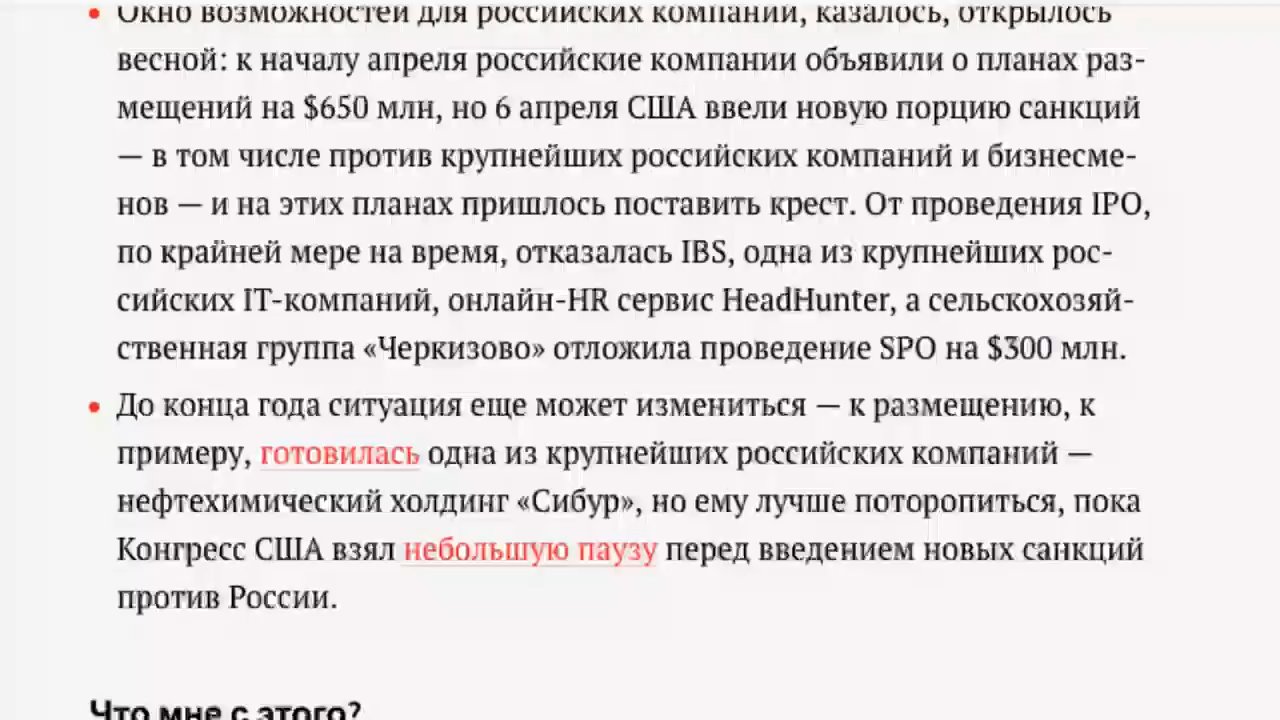 Окно возможностей для российских компаний, казалось, открылось
весной: к началу апреля российские компании объявили о планах раз-
мещений на $650 млн, но 6 апреля США ввели новую порцию санкций
— в том числе против крупнейших российских компаний и бизнесме-
нов — и на этих планах пришлось поставить крест. От проведения IPO,
по крайней мере на время, отказалась IBS, одна из крупнейших рос-
сийских IT-компаний, онлайн-HR сервис HeadHunter, а сельскохозяй-
ственная группа «Черкизово» отложила проведение SPO на $300 млн.
До конца года ситуация еще может измениться — к размещению, к
примеру, готовилась одна из крупнейших российских компаний —
нефтехимический холдинг «Сибур», но ему лучше поторопиться, пока
Конгресс США взял небольшую паузу перед введением новых санкций
против России.
Что мне с этого?